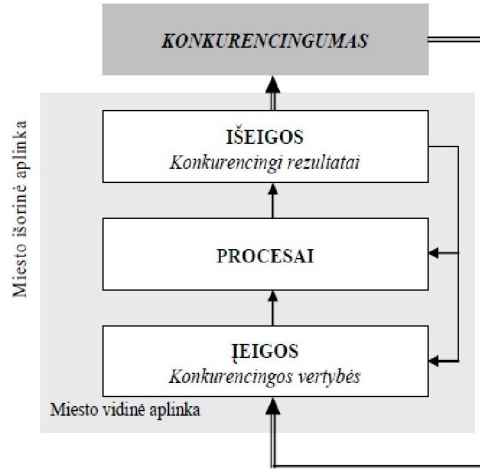 KONKURENCINGUMAS
Miesto išorinė aplinka
IŠEIGOS
Konkurencingi rezultatai
PROCESAI
ĮEIGOS
Konkurencingos vertybės
Miesto vidinė aplinka